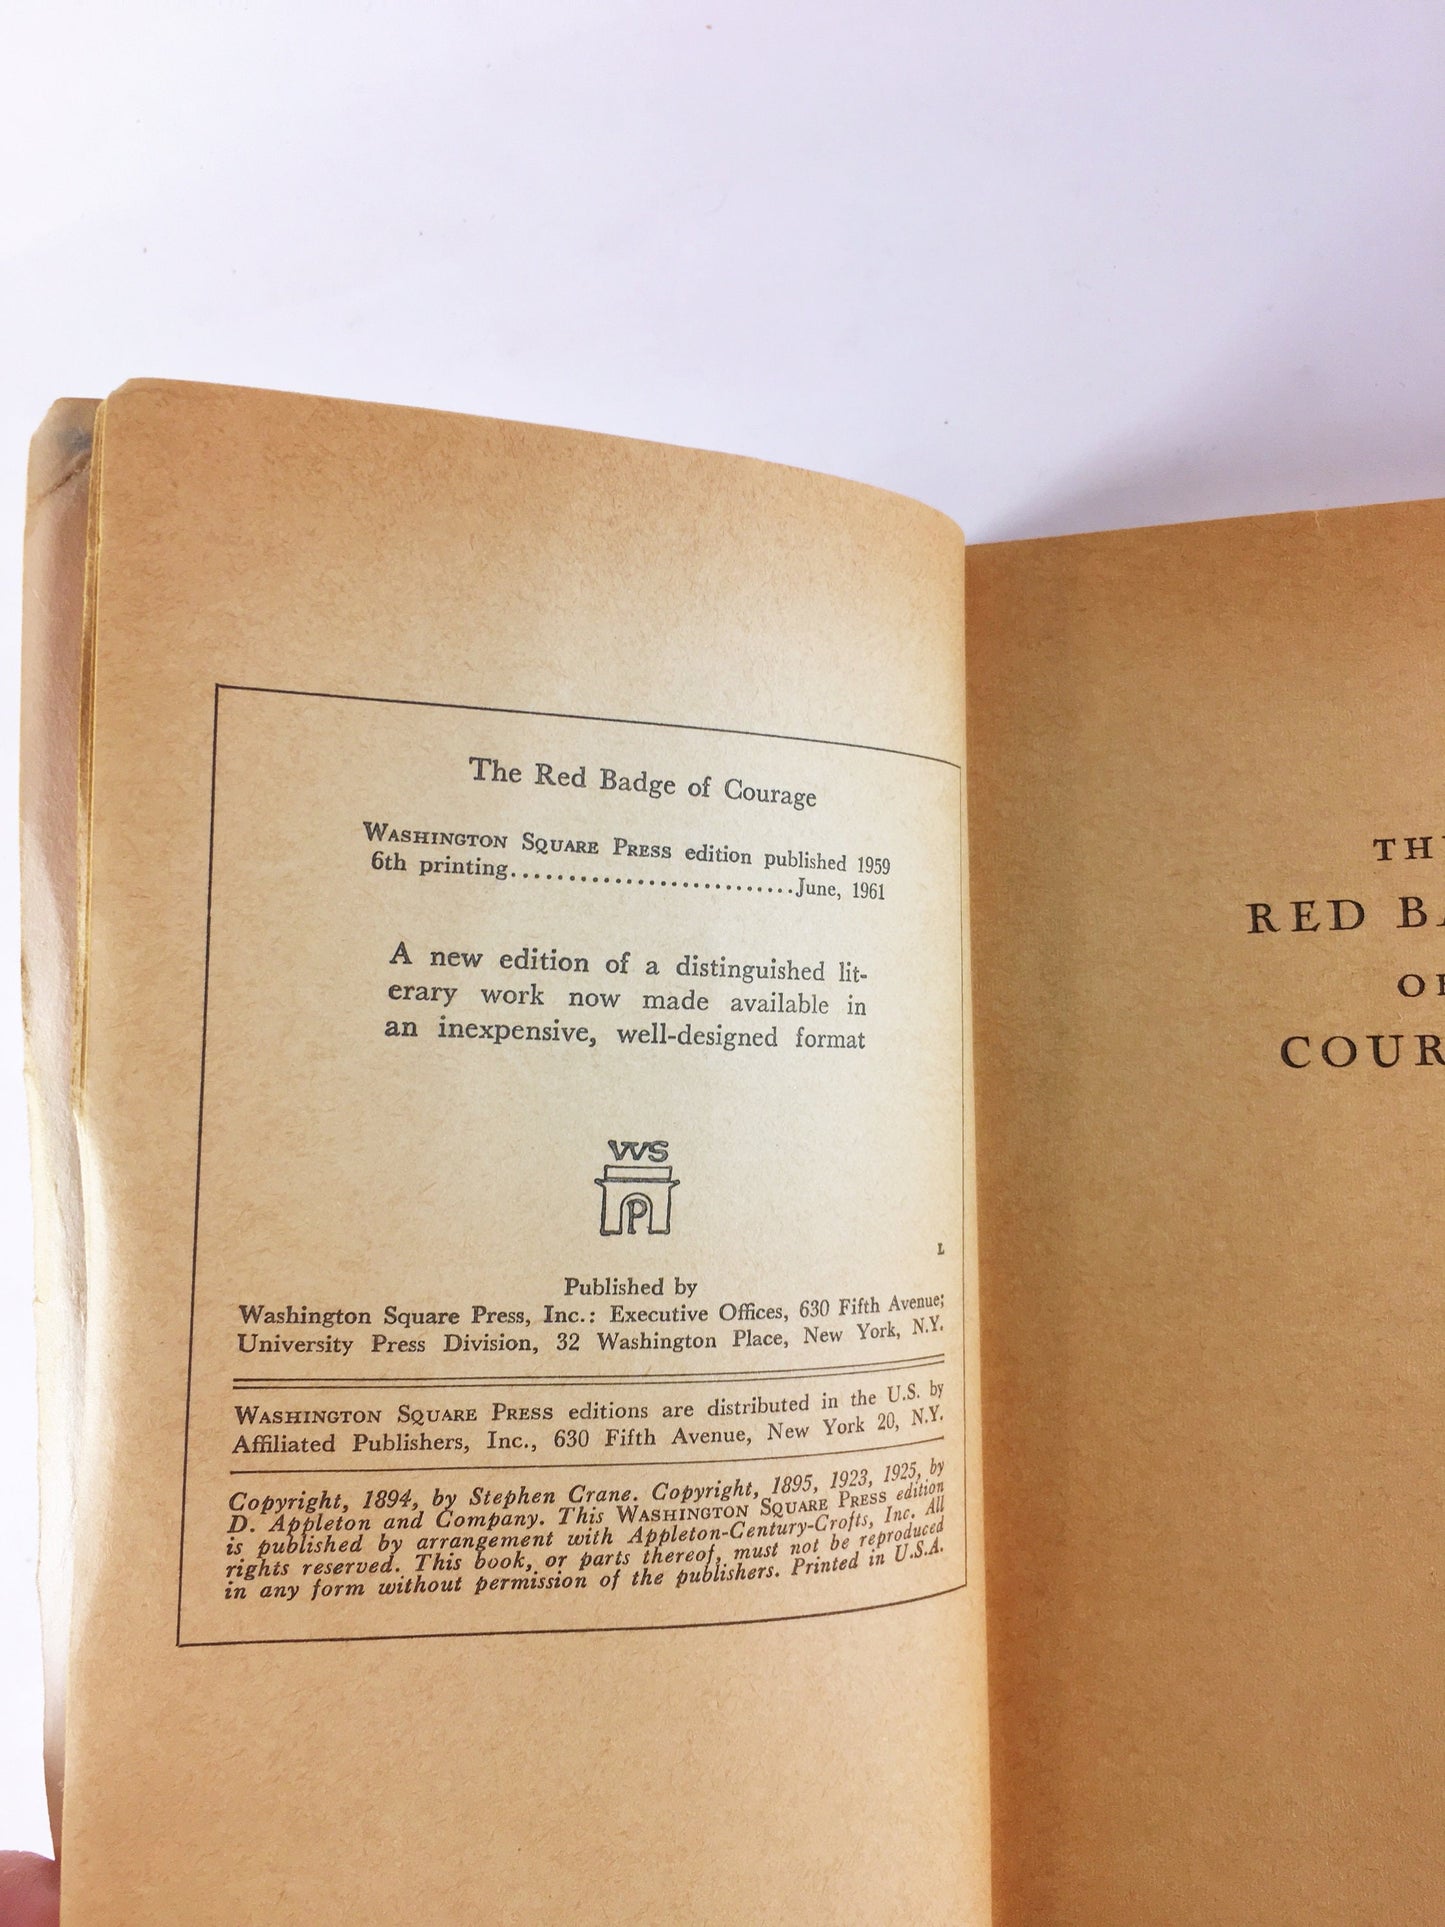 The Red Badge of Courage
WASHINGTON SQUARE PRESS edition published 1959
6th printing..............................June, 1961
A new edition of a distinguished lit-
erary work now made available in
an inexpensive, well-designed format
WS
P
L
Published by
Washington Square Press, Inc.: Executive Offices, 630 Fifth Avenue;
University Press Division, 32 Washington Place, New York, N.Y.
WASHINGTON SQUARE PRESS editions are distributed in the U.S. by
Affiliated Publishers, Inc., 630 Fifth Avenue, New York 20, N.Y.
Copyright, 1894, by Stephen Crane. Copyright, 1895, 1923, 1925, by
D. Appleton and Company. This WASHINGTON SQUARE PRESS edition
is published by arrangement with Appleton-Century-Crofts, Inc. All
rights reserved. This book, or parts thereof, must not be reproduced
in any form without permission of the publishers. Printed in U.S.A.
TH
RED BA
OF
COUR